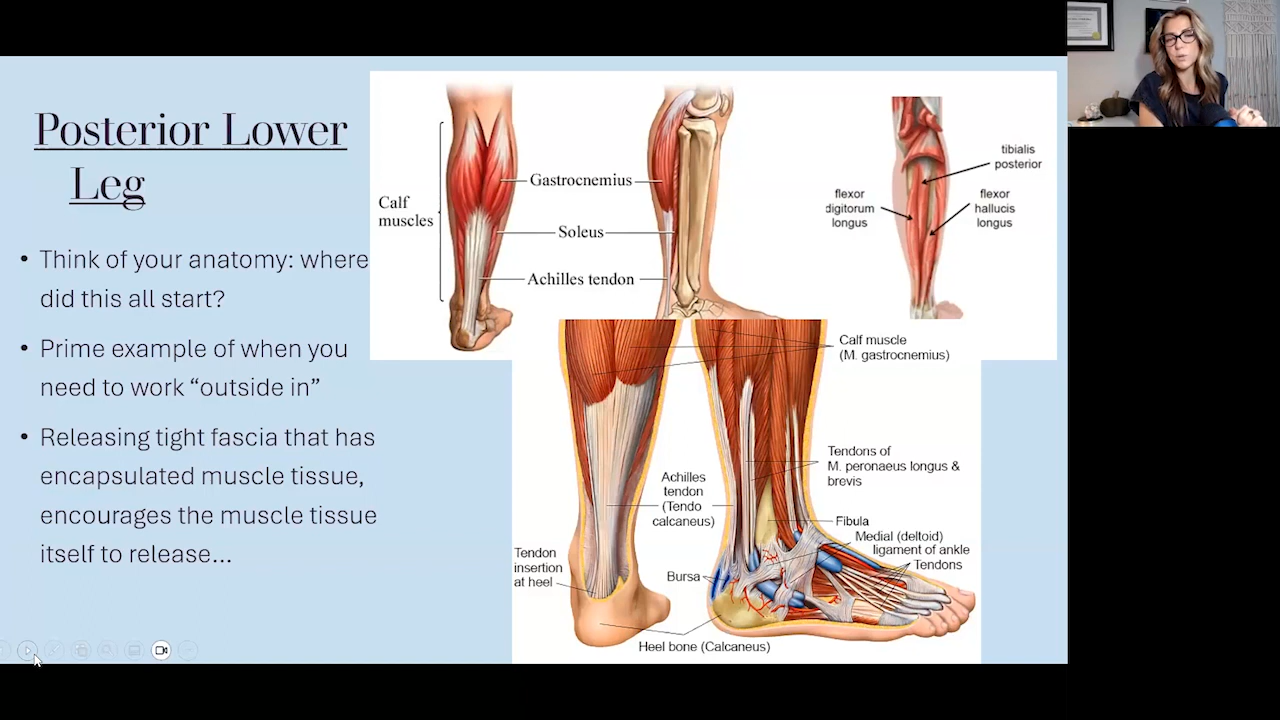 Posterior Lower
Leg
• Think of your anatomy: where
did this all start?
• Prime example of when you
need to work “outside in”
• Releasing tight fascia that has
encapsulated muscle tissue,
encourages the muscle tissue
itself to release...
Calf
muscles
Gastrocnemius
Soleus
Achilles tendon
tibialis
posterior
flexor
digitorum
longus
flexor
hallucis
longus
Calf muscle
(M. gastrocnemius)
Tendons of
M. peronaeus longus &
brevis
Achilles
tendon
(Tendo
calcaneus)
Fibula
Medial (deltoid)
ligament of ankle
Tendons
Tendon
insertion
at heel
Bursa
Heel bone (Calcaneus)